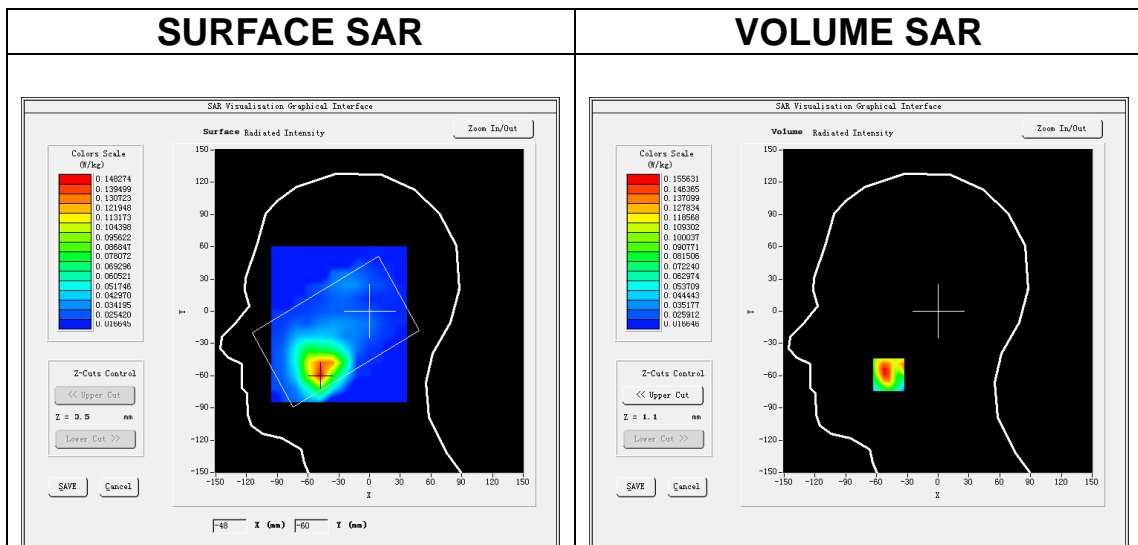 SURFACE SAR
VOLUME SAR
SAR Visualisation Graphical Interface
Surface Radiated Intensity
Zoom In/Out
Colors Scale
(W/kg)
0.148274
0.139499
0.130723
0.121948
0.113173
0.104398
0.095622
0.086847
0.078072
0.069296
0.060521
0.051746
0.042970
0.034195
0.025420
0.016645
150
120
90
60
30
0
-30
-60
-90
-120
-150
Y
-150 -120 -90 -60 -30 0 30 60 90 120 150
X
Z-Cuts Control
<< Upper Cut
Z = 0.5 mm
Lower Cut >>
SAVE Cancel
-48 X (mm) -60 Y (mm)
SAR Visualisation Graphical Interface
Volume Radiated Intensity
Zoom In/Out
Colors Scale
(W/kg)
0.155631
0.146365
0.137099
0.127834
0.118568
0.109302
0.100037
0.090771
0.081506
0.072240
0.062974
0.053709
0.044443
0.035177
0.025912
0.016646
150
120
90
60
30
0
-30
-60
-90
-120
-150
Y
-150 -120 -90 -60 -30 0 30 60 90 120 150
X
Z-Cuts Control
<< Upper Cut
Z = 1.1 mm
Lower Cut >>
SAVE Cancel